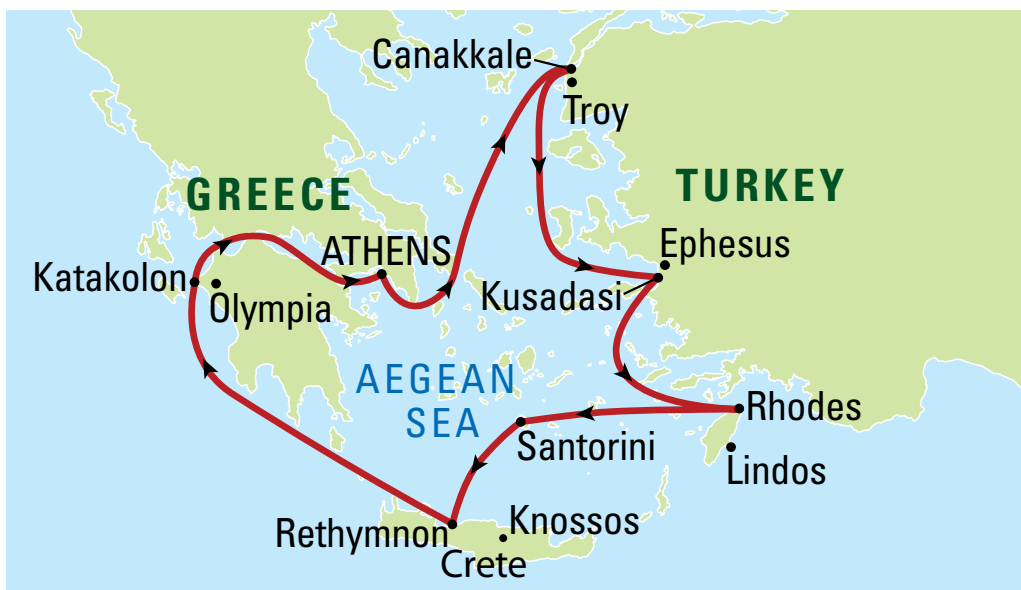 Canakkale
Troy
GREECE
TURKEY
ATHENS
Ephesus
Katakolon
Olympia
Kusadasi
AEGEAN
SEA
Rhodes
Santorini
Lindos
Rethymnon
Knossos
Crete